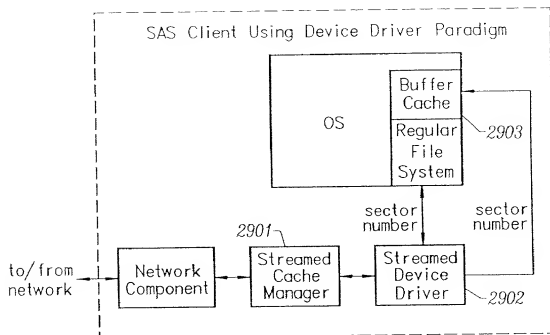 SAS Client Using Device Driver Paradigm
OS
Buffer
Cache
2903
Regular
File
System
sector
number
sector
number
2901
to/from
network
Network
Component
Streamed
Cache
Manager
Streamed
Device
Driver
2902